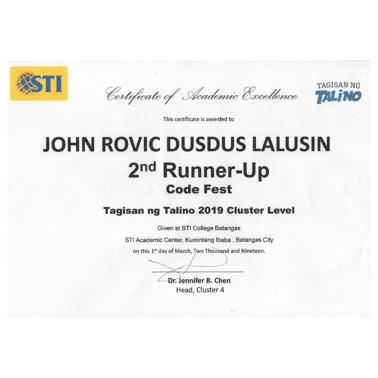 STI
Certificate of Academic Excellence
TAGISAN NG
TALINO
This certificate is awarded to
JOHN ROVIC DUSDUS LALUSIN
2nd Runner-Up
Code Fest
Tagisan ng Talino 2019 Cluster Level
Given at STI College Batangas
STI Academic Center, Kumintang Ibaba , Batangas City
on this 1st day of March, Two Thousand and Nineteen.
Dr. Jennifer B. Chen
Head, Cluster 4